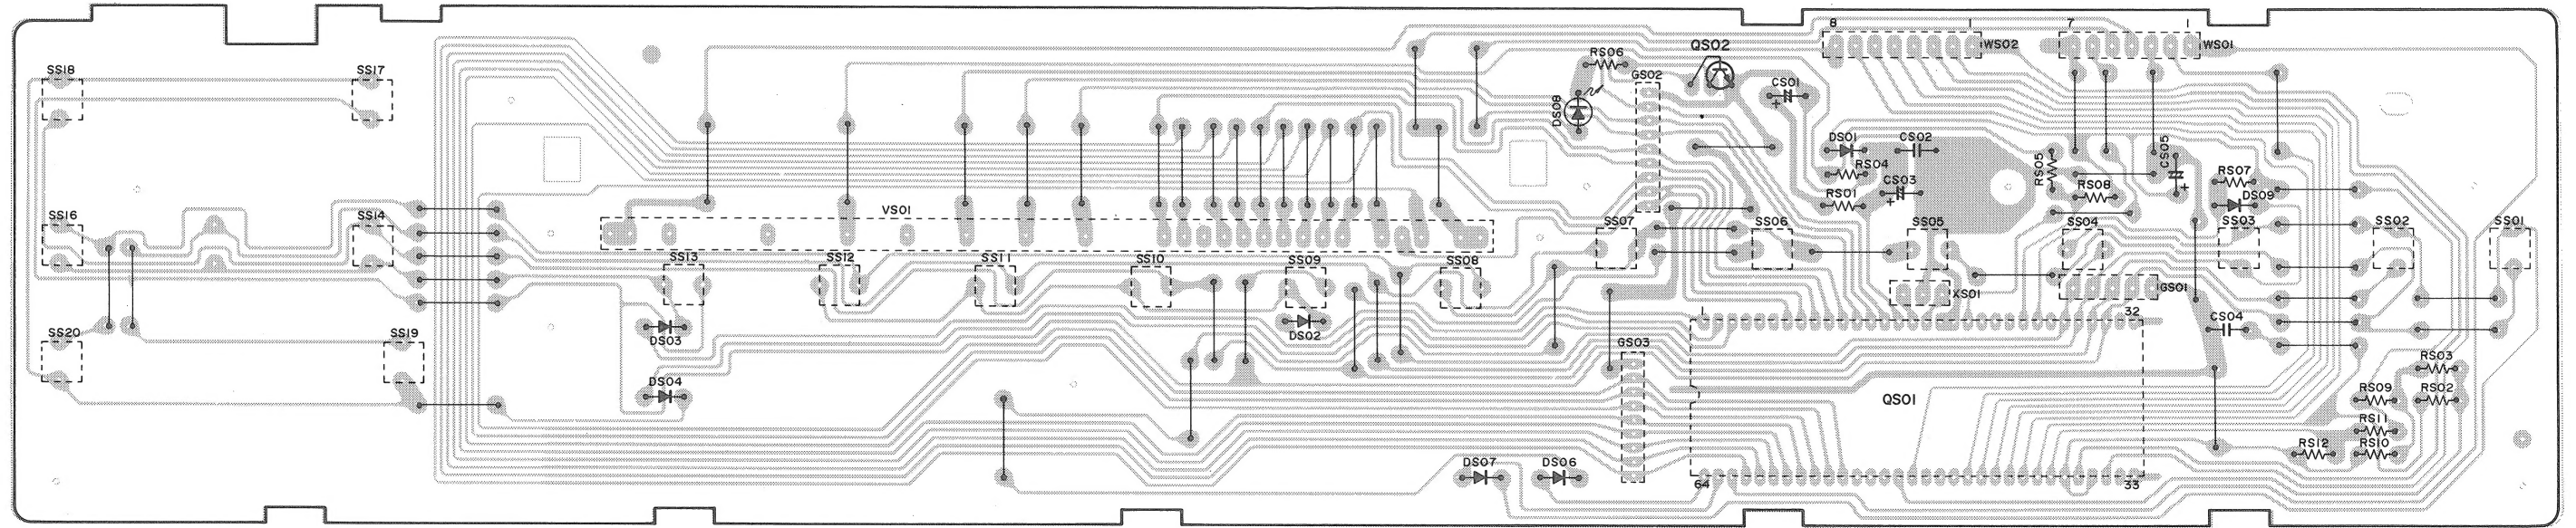 8 1 7 1
QS02 WS02 WS01
RS06
SS18 SS17 GS02 CS01
DS08
DS01 CS02 CS05
RS04 RS05 RS07
CS03 RS08
RS01 DS09
SS16 SS14 VS01 SS07 SS06 SS05 SS04 SS03 SS02 SS01
SS13 SS12 SS11 SS10 SS09 SS08
XS01 GS01
1 32
CS04
SS20 SS19 DS03 DS02 GS03
RS03
DS04 QS01 RS09 RS02
RS11
RS12 RS10
DS07 DS06
64 33